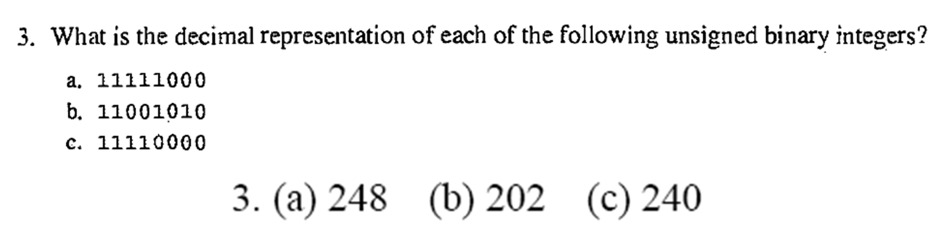 3. What is the decimal representation of each of the following unsigned binary integers?
a. 11111000
b. 11001010
c. 11110000
3. (a) 248 (b) 202 (c) 240